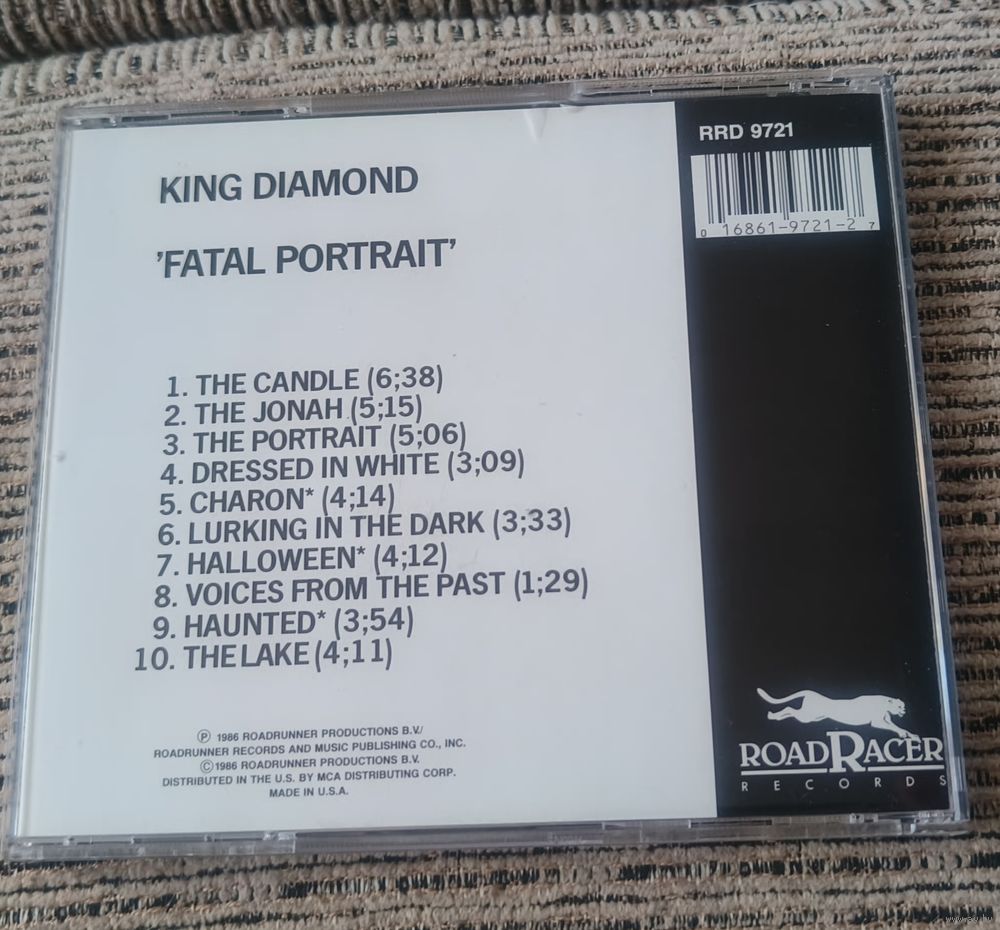 KING DIAMOND
'FATAL PORTRAIT'
1. THE CANDLE (6;38)
2. THE JONAH (5;15)
3. THE PORTRAIT (5;06)
4. DRESSED IN WHITE (3;09)
5. CHARON* (4;14)
6. LURKING IN THE DARK (3;33)
7. HALLOWEEN* (4;12)
8. VOICES FROM THE PAST (1;29)
9. HAUNTED* (3;54)
10. THE LAKE (4;11)
Ⓟ 1986 ROADRUNNER PRODUCTIONS B.V./
ROADRUNNER RECORDS AND MUSIC PUBLISHING CO., INC.
©1986 ROADRUNNER PRODUCTIONS B.V.
DISTRIBUTED IN THE U.S. BY MCA DISTRIBUTING CORP.
MADE IN U.S.A.
RRD 9721
0 16861-9721-2 7
ROADRACER
RECORDS